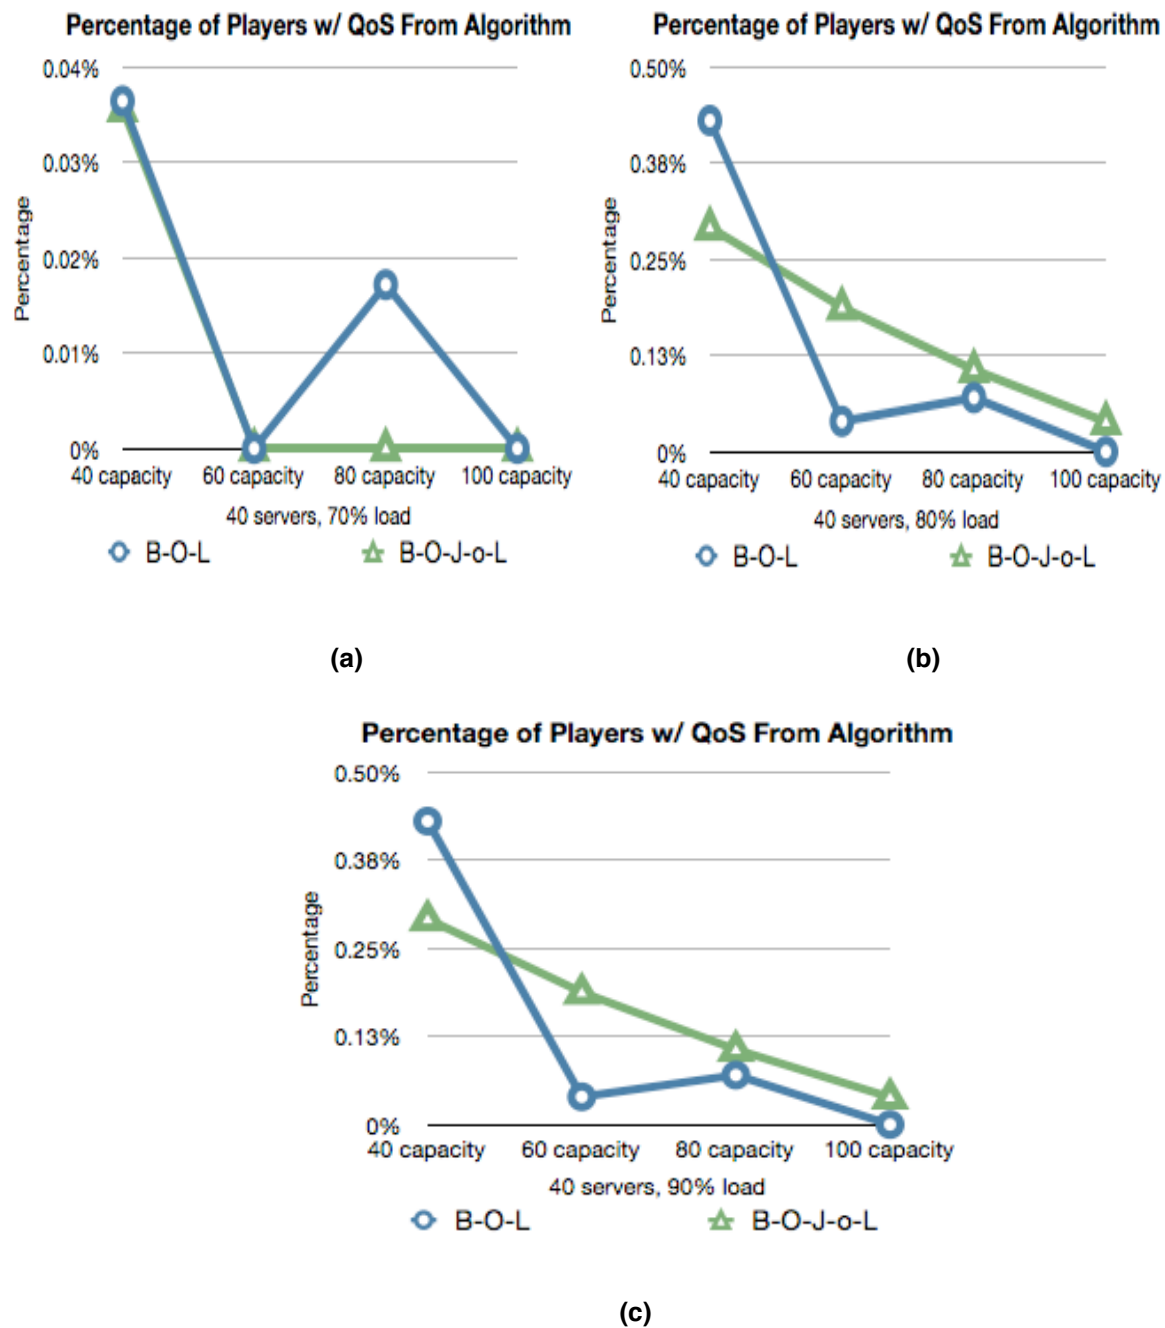 Percentage of Players w/ QoS From Algorithm
0.04%
0.03%
0.02%
0.01%
0%
Percentage
40 capacity 60 capacity 80 capacity 100 capacity
40 servers, 70% load
B-O-L B-O-J-o-L
(a)
Percentage of Players w/ QoS From Algorithm
0.50%
0.38%
0.25%
0.13%
0%
Percentage
40 capacity 60 capacity 80 capacity 100 capacity
40 servers, 80% load
B-O-L B-O-J-o-L
(b)
Percentage of Players w/ QoS From Algorithm
0.50%
0.38%
0.25%
0.13%
0%
Percentage
40 capacity 60 capacity 80 capacity 100 capacity
40 servers, 90% load
B-O-L B-O-J-o-L
(c)